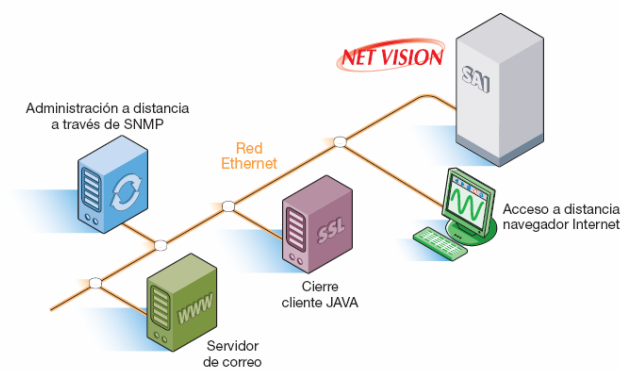 NET VISION
SAI
Administración a distancia
a través de SNMP
Red
Ethernet
SSL
Acceso a distancia
navegador Internet
Cierre
cliente JAVA
WWW
Servidor
de correo